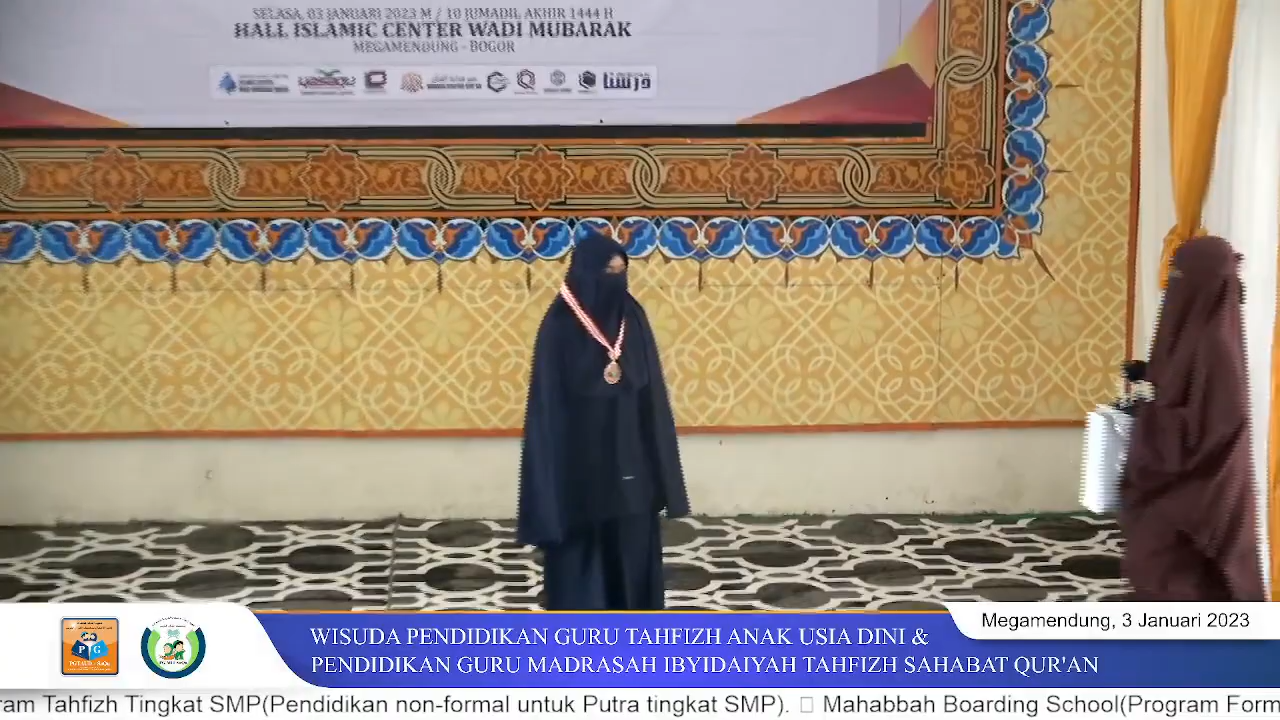 SELASA, 03 JANUARI 2023 M / 10 JUMADIL AKHIR 1444 H
HALL ISLAMIC CENTER WADI MUBARAK
MEGAMENDUNG - BOGOR
Megamendung, 3 Januari 2023
WISUDA PENDIDIKAN GURU TAHFIZH ANAK USIA DINI &
PENDIDIKAN GURU MADRASAH IBYIDAIYAH TAHFIZH SAHABAT QUR'AN
ram Tahfizh Tingkat SMP(Pendidikan non-formal untuk Putra tingkat SMP). Mahabbah Boarding School(Program Form